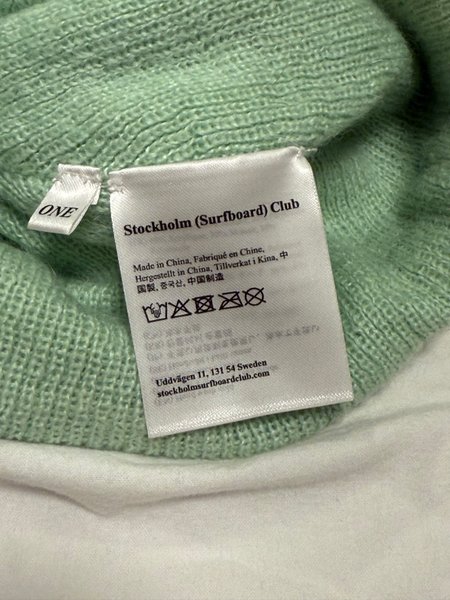 ONE
Stockholm (Surfboard) Club
Made in China, Fabriqué en Chine,
Hergestellt in China, Tillverkat i Kina, 中
国製, 중국산, 中国制造
Uddvägen 11, 131 54 Sweden
stockholmsurfboardclub.com